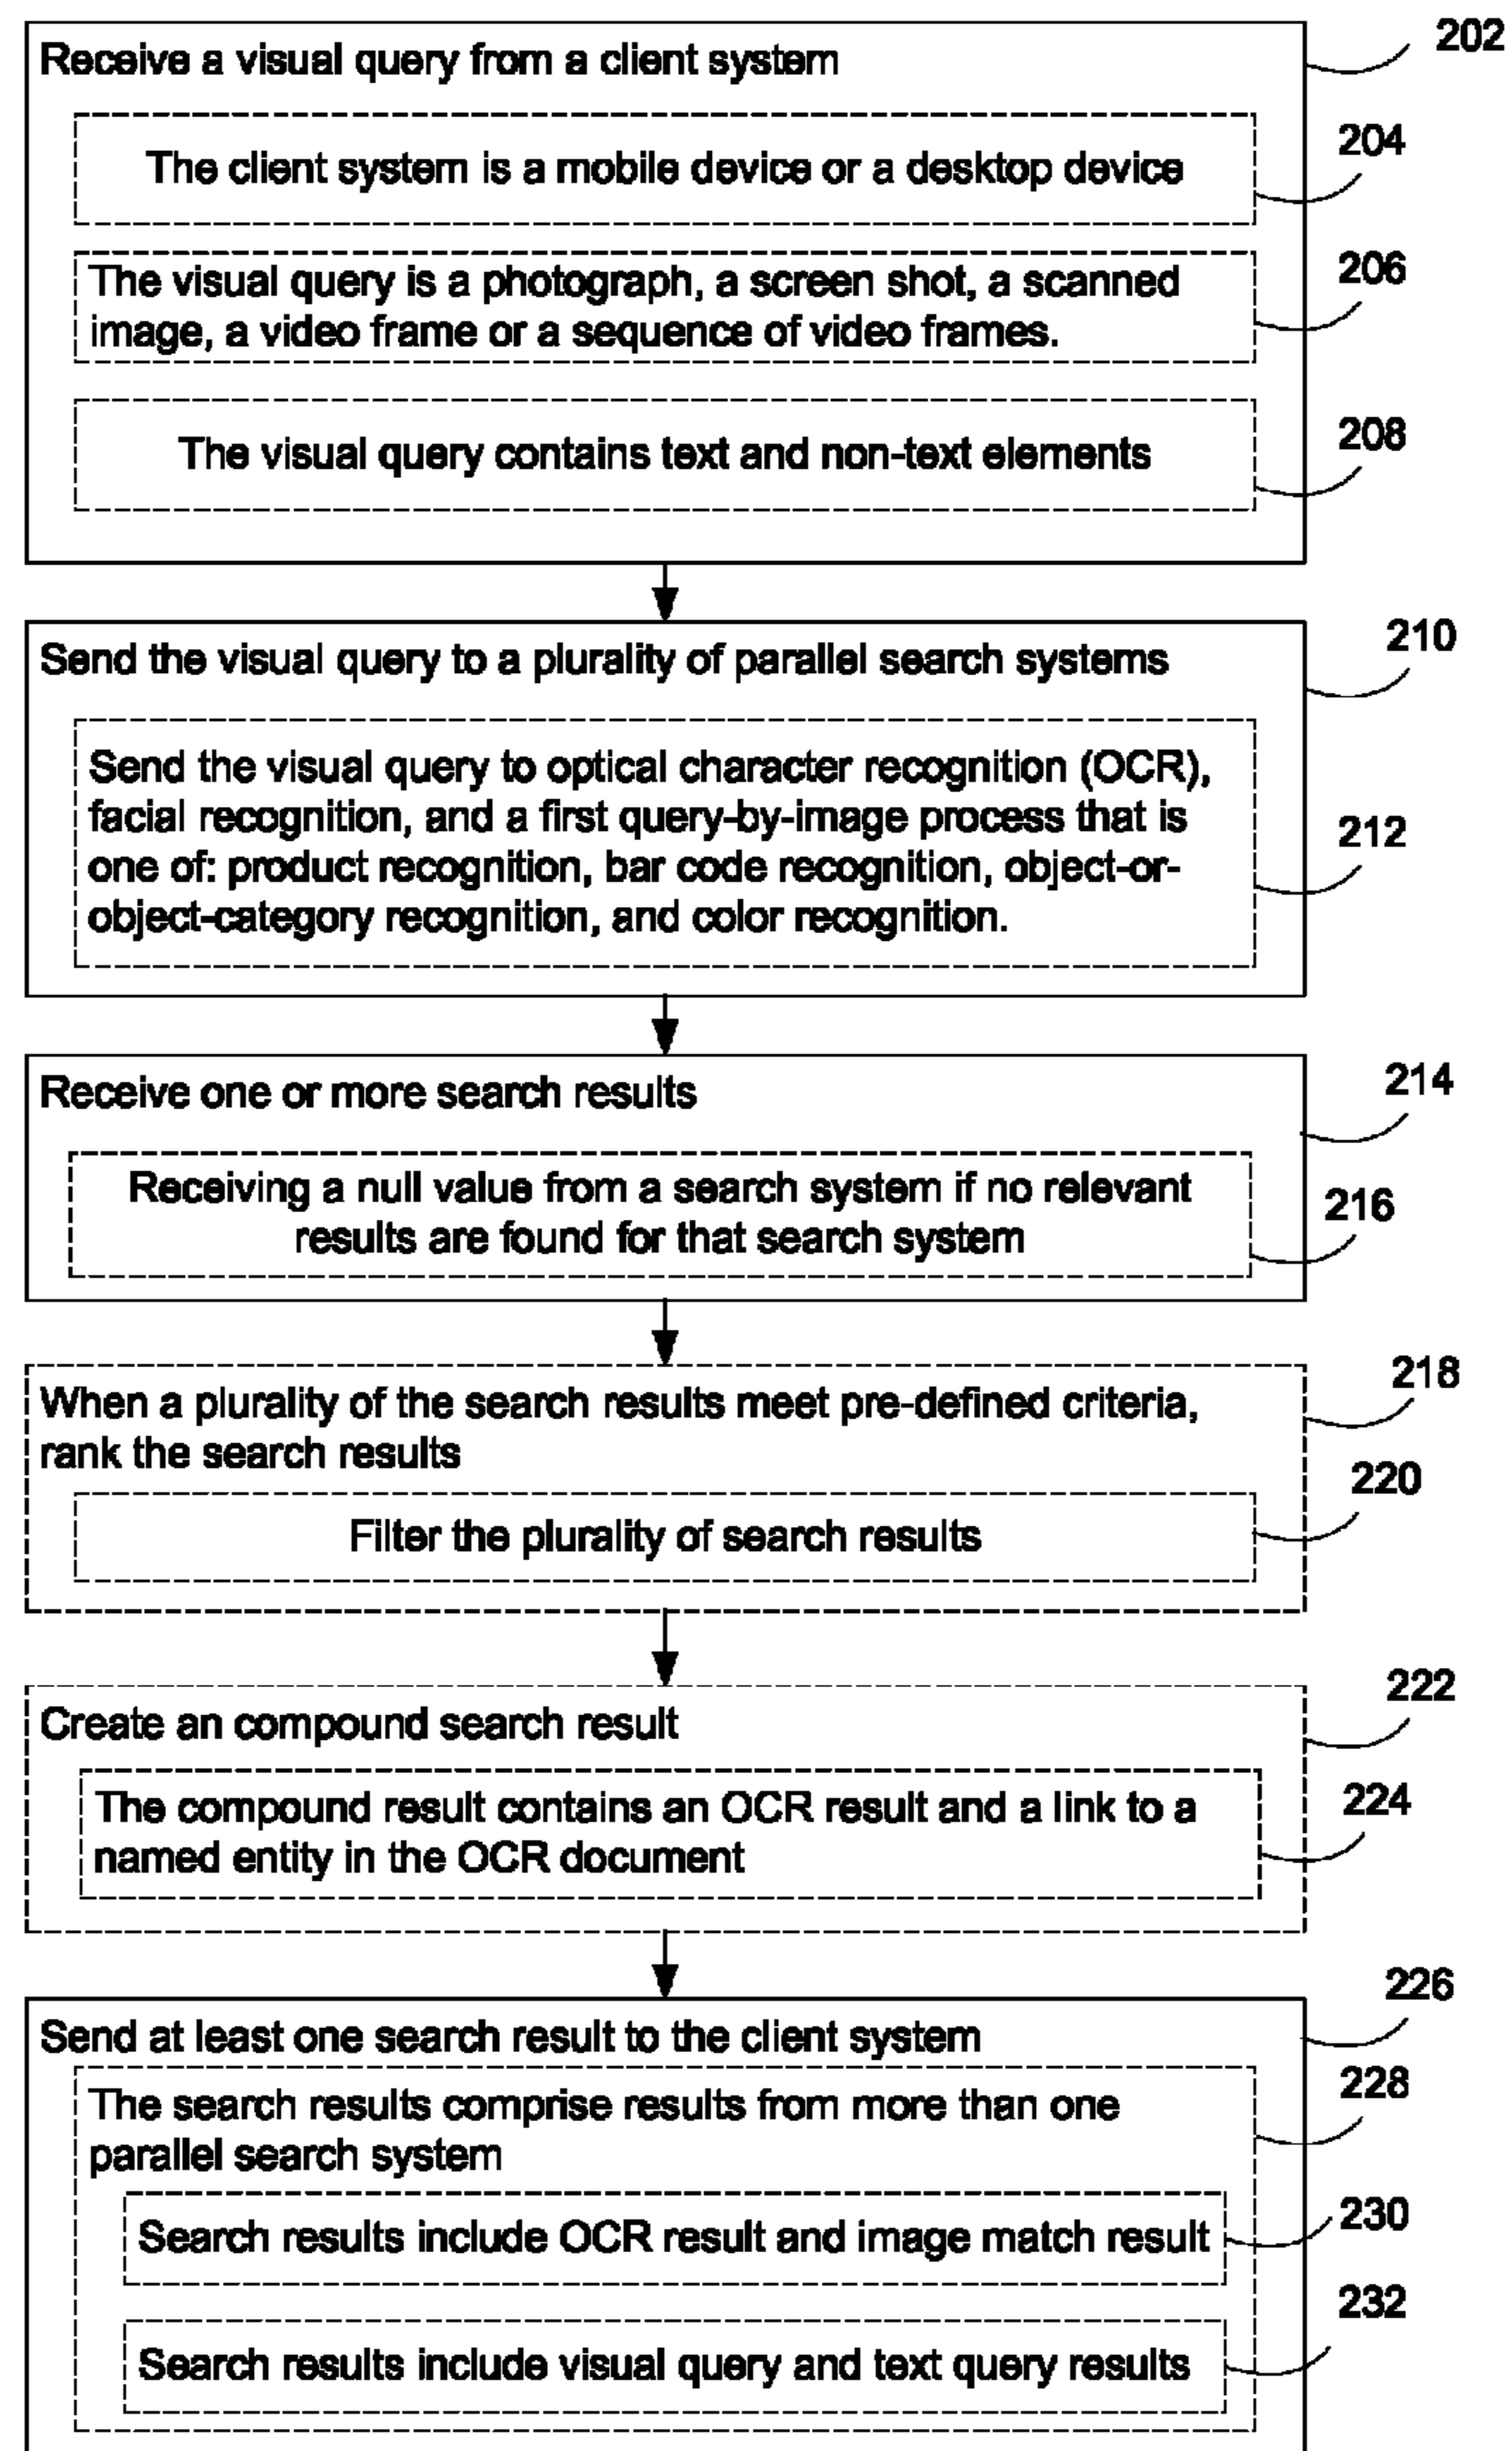 Receive a visual query from a client system
202
The client system is a mobile device or a desktop device
204
The visual query is a photograph, a screen shot, a scanned
image, a video frame or a sequence of video frames.
206
The visual query contains text and non-text elements
208
Send the visual query to a plurality of parallel search systems
210
Send the visual query to optical character recognition (OCR),
facial recognition, and a first query-by-image process that is
one of: product recognition, bar code recognition, object-or-
object-category recognition, and color recognition.
212
Receive one or more search results
214
Receiving a null value from a search system if no relevant
results are found for that search system
216
When a plurality of the search results meet pre-defined criteria,
rank the search results
218
Filter the plurality of search results
220
Create an compound search result
222
The compound result contains an OCR result and a link to a
named entity in the OCR document
224
Send at least one search result to the client system
226
The search results comprise results from more than one
parallel search system
228
Search results include OCR result and image match result
230
Search results include visual query and text query results
232